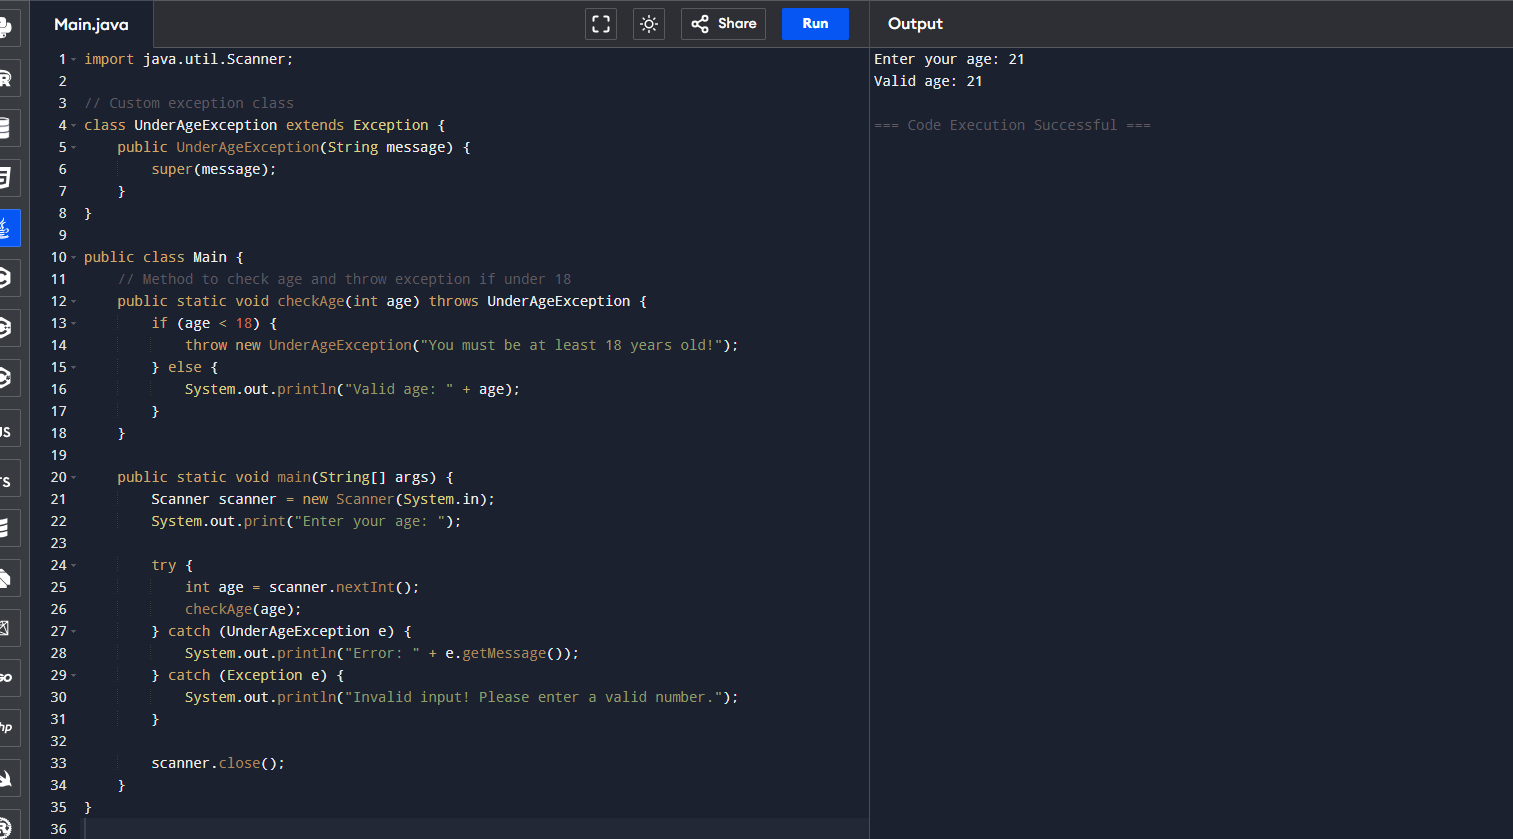 Main.java
Share
Run
Output
1 import java.util.Scanner;
2
3 // Custom exception class
4 class UnderAgeException extends Exception {
5     public UnderAgeException(String message) {
6         super(message);
7     }
8 }
9
10 public class Main {
11     // Method to check age and throw exception if under 18
12     public static void checkAge(int age) throws UnderAgeException {
13         if (age < 18) {
14             throw new UnderAgeException("You must be at least 18 years old!");
15         } else {
16             System.out.println("Valid age: " + age);
17         }
18     }
19
20     public static void main(String[] args) {
21         Scanner scanner = new Scanner(System.in);
22         System.out.print("Enter your age: ");
23
24         try {
25             int age = scanner.nextInt();
26             checkAge(age);
27         } catch (UnderAgeException e) {
28             System.out.println("Error: " + e.getMessage());
29         } catch (Exception e) {
30             System.out.println("Invalid input! Please enter a valid number.");
31         }
32
33         scanner.close();
34     }
35 }
36
Enter your age: 21
Valid age: 21
=== Code Execution Successful ===